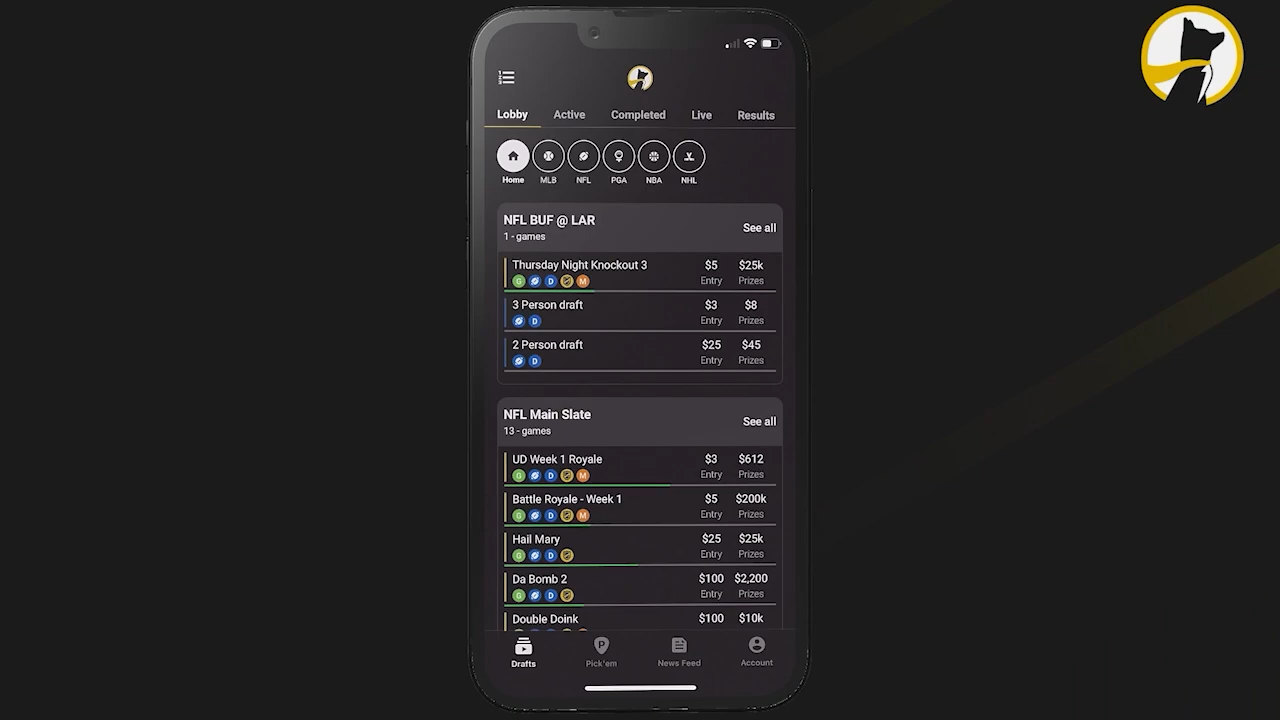 Lobby Active Completed Live Results
Home MLB NFL PGA NBA NHL
NFL BUF @ LAR
1 - games
See all
Thursday Night Knockout 3 $5 $25k
G D M Entry Prizes
3 Person draft $3 $8
D Entry Prizes
2 Person draft $25 $45
D Entry Prizes
NFL Main Slate
13 - games
See all
UD Week 1 Royale $3 $612
G D M Entry Prizes
Battle Royale - Week 1 $5 $200k
G D M Entry Prizes
Hail Mary $25 $25k
G D Entry Prizes
Da Bomb 2 $100 $2,200
G D Entry Prizes
Double Doink $100 $10k
P
Drafts Pick'em News Feed Account